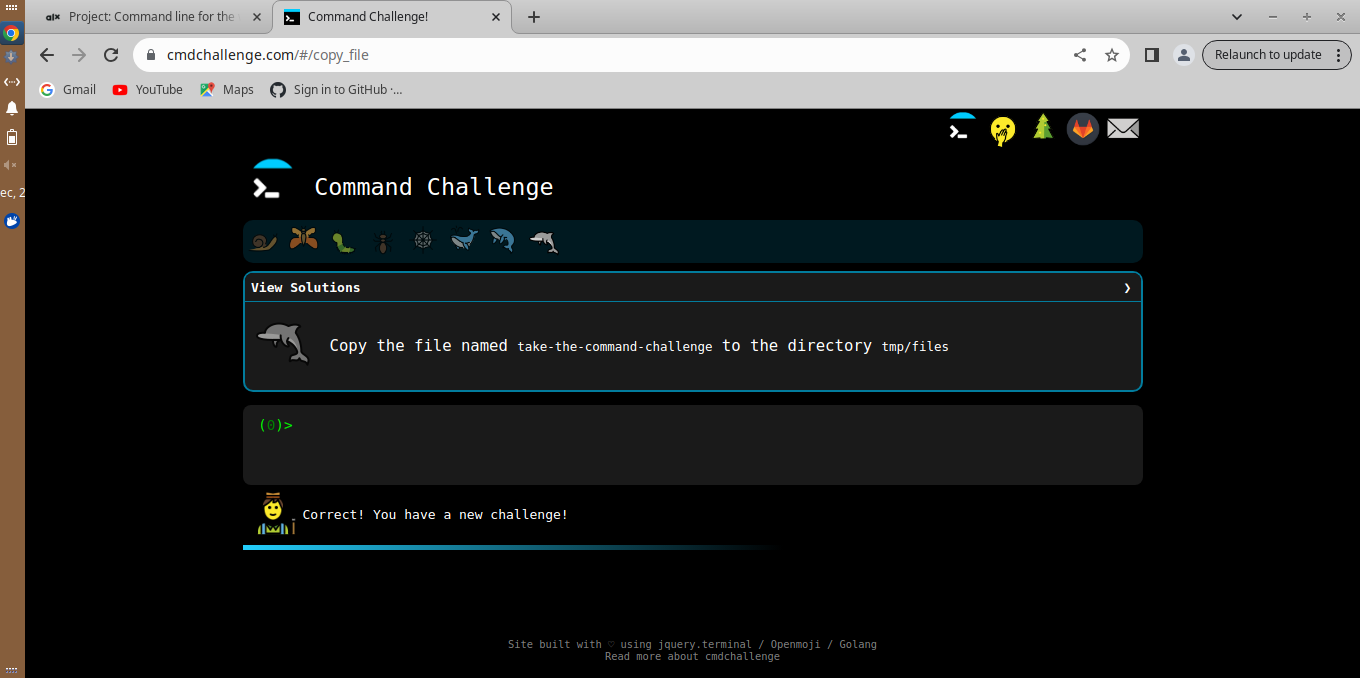 alx Project: Command line for the
Command Challenge!
cmdchallenge.com/#/copy_file
Relaunch to update
Gmail
YouTube
Maps
Sign in to GitHub ·...
ec, 2
Command Challenge
View Solutions
Copy the file named take-the-command-challenge to the directory tmp/files
(0)>
Correct! You have a new challenge!
Site built with ♡ using jquery.terminal / Openmoji / Golang
Read more about cmdchallenge